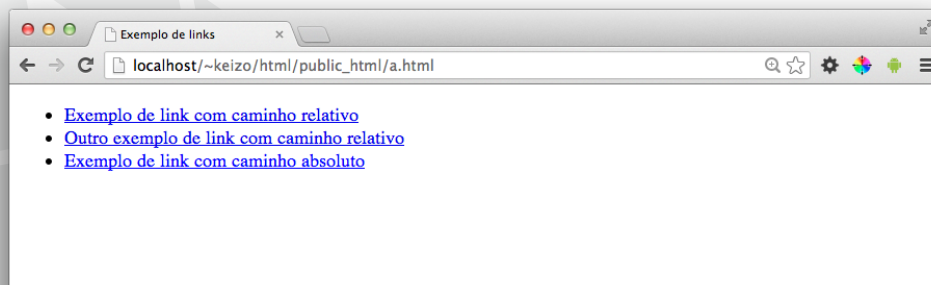 Exemplo de links
localhost/~keizo/html/public_html/a.html
Exemplo de link com caminho relativo
Outro exemplo de link com caminho relativo
Exemplo de link com caminho absoluto